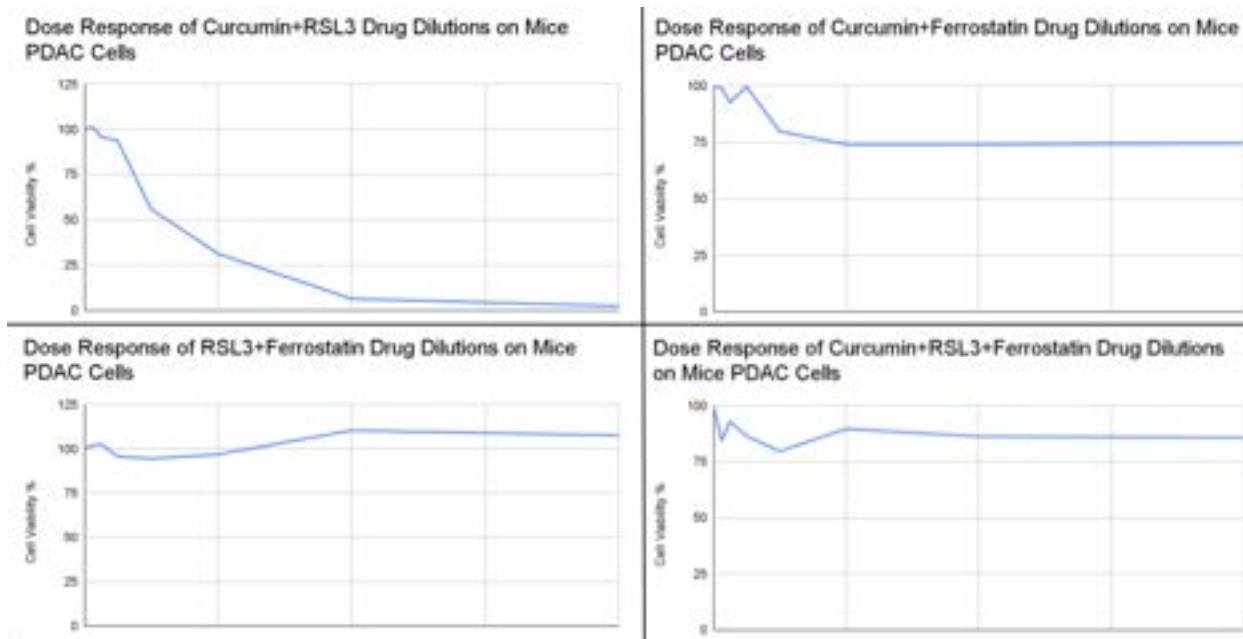 Dose Response of Curcumin+RSL3 Drug Dilutions on Mice
PDAC Cells
125
100
75
50
25
0
Cell Viability %
Dose Response of Curcumin+Ferrostatin Drug Dilutions on Mice
PDAC Cells
100
75
50
25
0
Cell Viability %
Dose Response of RSL3+Ferrostatin Drug Dilutions on Mice
PDAC Cells
125
100
75
50
25
0
Cell Viability %
Dose Response of Curcumin+RSL3+Ferrostatin Drug Dilutions
on Mice PDAC Cells
100
75
50
25
0
Cell Viability %